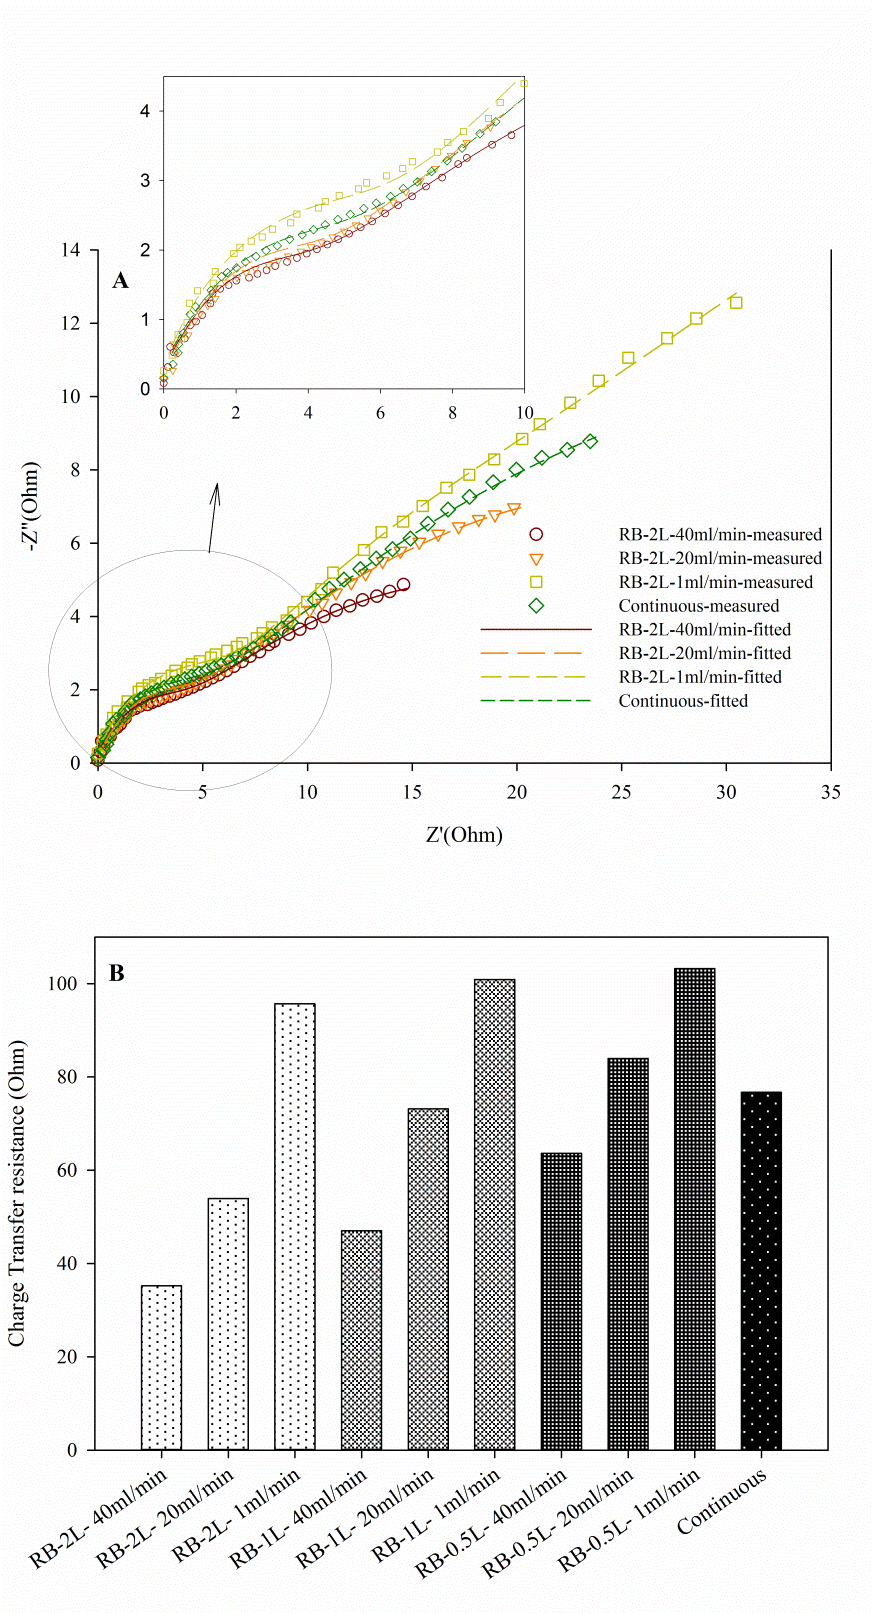 4
3
2
1
0
0 2 4 6 8 10
A
14
12
10
8
6
4
2
0
-Z"(Ohm)
RB-2L-40ml/min-measured
RB-2L-20ml/min-measured
RB-2L-1ml/min-measured
Continuous-measured
RB-2L-40ml/min-fitted
RB-2L-20ml/min-fitted
RB-2L-1ml/min-fitted
Continuous-fitted
0 5 10 15 20 25 30 35
Z'(Ohm)
B
100
80
60
40
20
0
Charge Transfer resistance (Ohm)
RB-2L- 40ml/min
RB-2L- 20ml/min
RB-2L- 1ml/min
RB-1L- 40ml/min
RB-1L- 20ml/min
RB-1L- 1ml/min
RB-0.5L- 40ml/min
RB-0.5L- 20ml/min
RB-0.5L- 1ml/min
Continuous